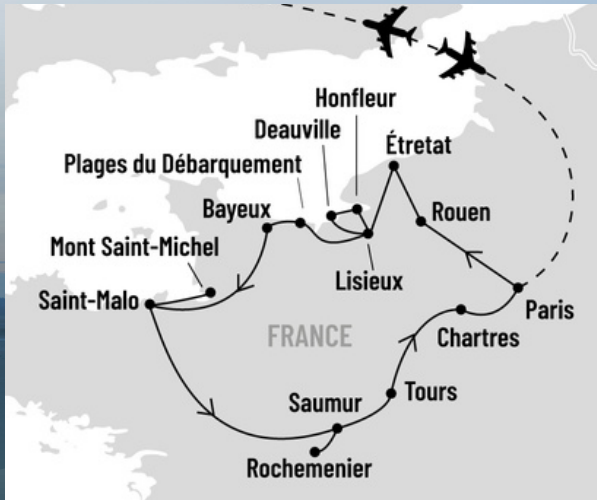 Honfleur
Deauville
Étretat
Plages du Débarquement
Bayeux
Rouen
Mont Saint-Michel
Lisieux
Saint-Malo
Paris
FRANCE
Chartres
Tours
Saumur
Rochemenier